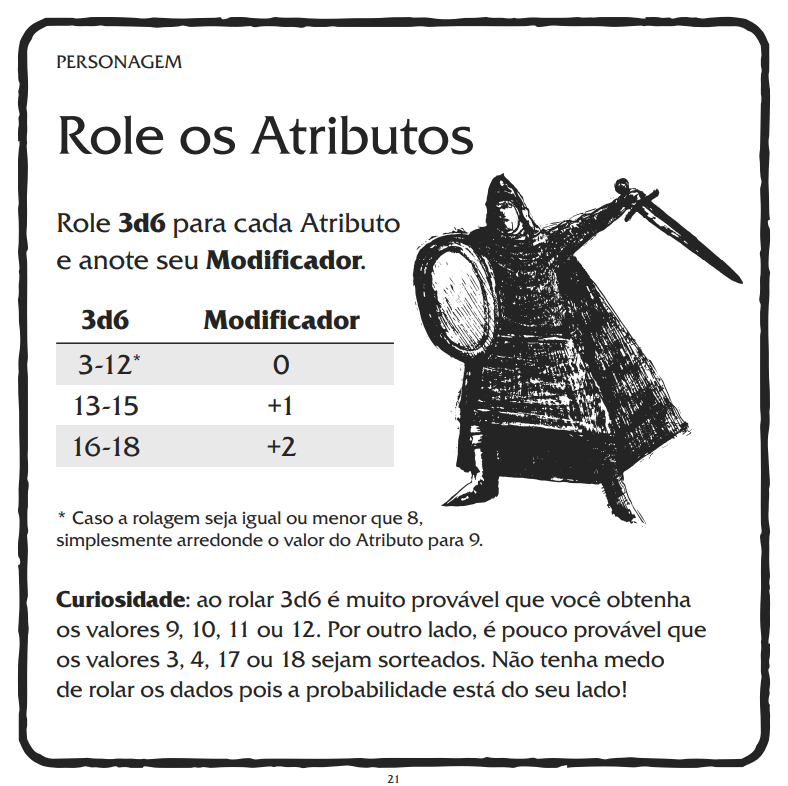 PERSONAGEM
Role os Atributos
Role 3d6 para cada Atributo
e anote seu Modificador.
3d6 Modificador
3-12* 0
13-15 +1
16-18 +2
* Caso a rolagem seja igual ou menor que 8,
simplesmente arredonde o valor do Atributo para 9.
Curiosidade: ao rolar 3d6 é muito provável que você obtenha
os valores 9, 10, 11 ou 12. Por outro lado, é pouco provável que
os valores 3, 4, 17 ou 18 sejam sorteados. Não tenha medo
de rolar os dados pois a probabilidade está do seu lado!
21